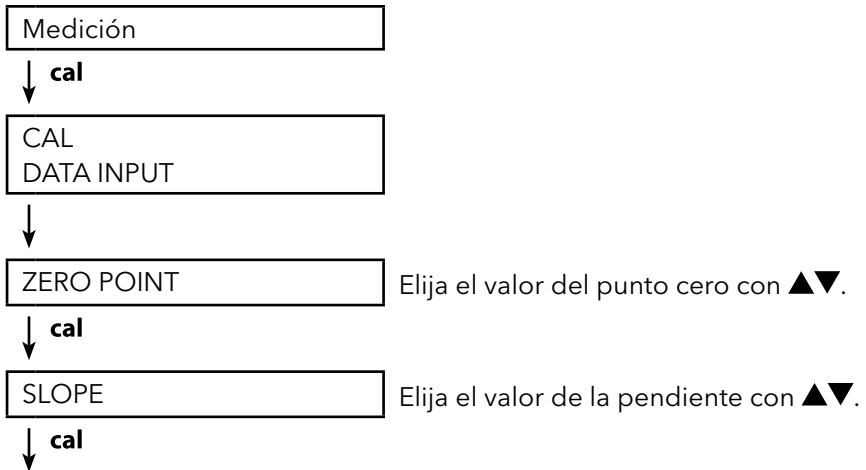 Medición
cal
CAL
DATA INPUT
ZERO POINT Elija el valor del punto cero con ▲▼.
cal
SLOPE Elija el valor de la pendiente con ▲▼.
cal